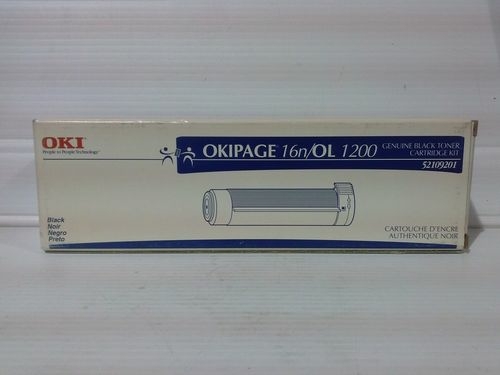 OKI
People to People Technology™
OKIPAGE 16n/OL 1200
GENUINE BLACK TONER
CARTRIDGE KIT
52109201
Black
Noir
Negro
Preto
CARTOUCHE D'ENCRE
AUTHENTIQUE NOIR